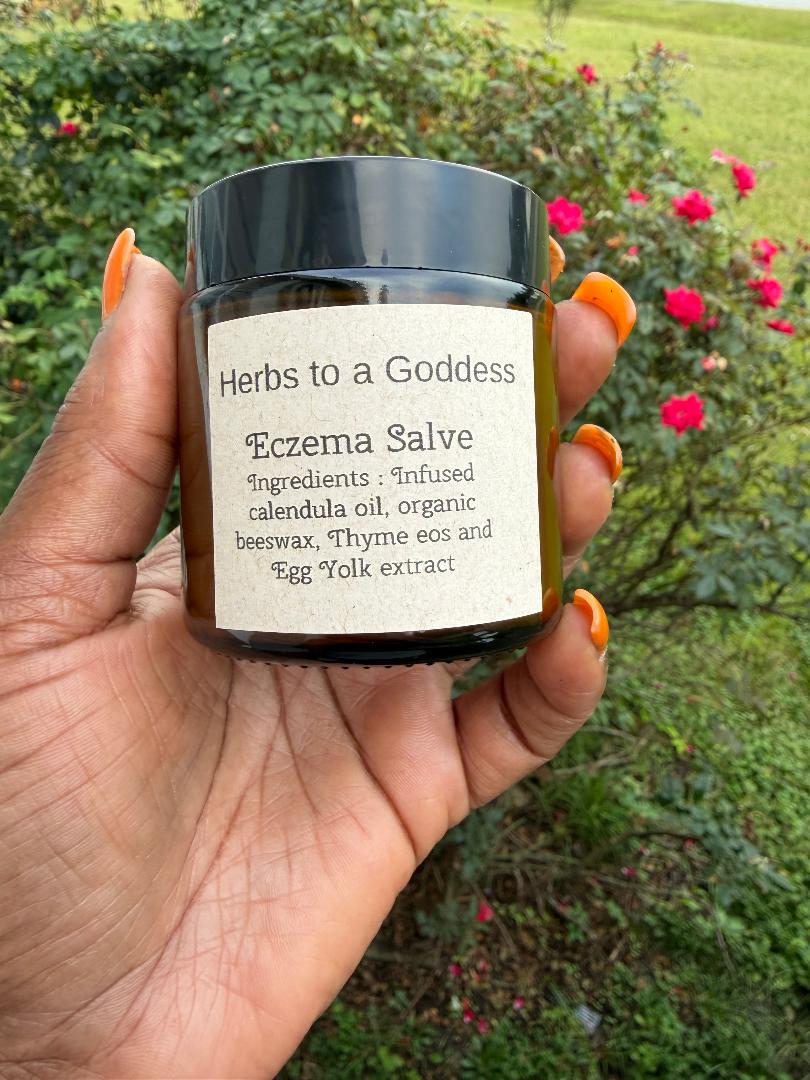 Herbs to a Goddess
Eczema Salve
Ingredients : Infused
calendula oil, organic
beeswax, Thyme eos and
Egg Yolk extract